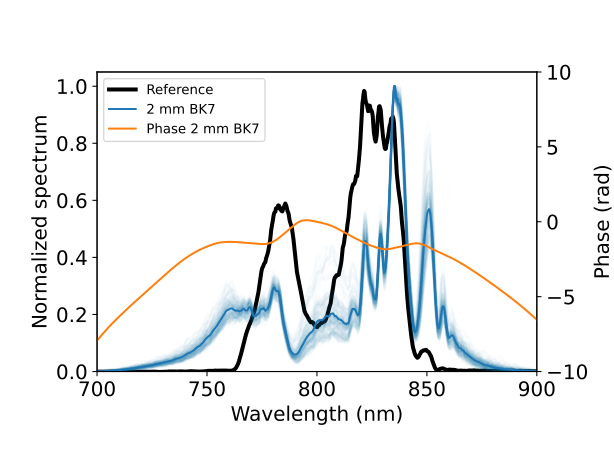 Reference
2 mm BK7
Phase 2 mm BK7
Normalized spectrum
1.0
0.8
0.6
0.4
0.2
0.0
10
5
0
−5
−10
Phase (rad)
700 750 800 850 900
Wavelength (nm)